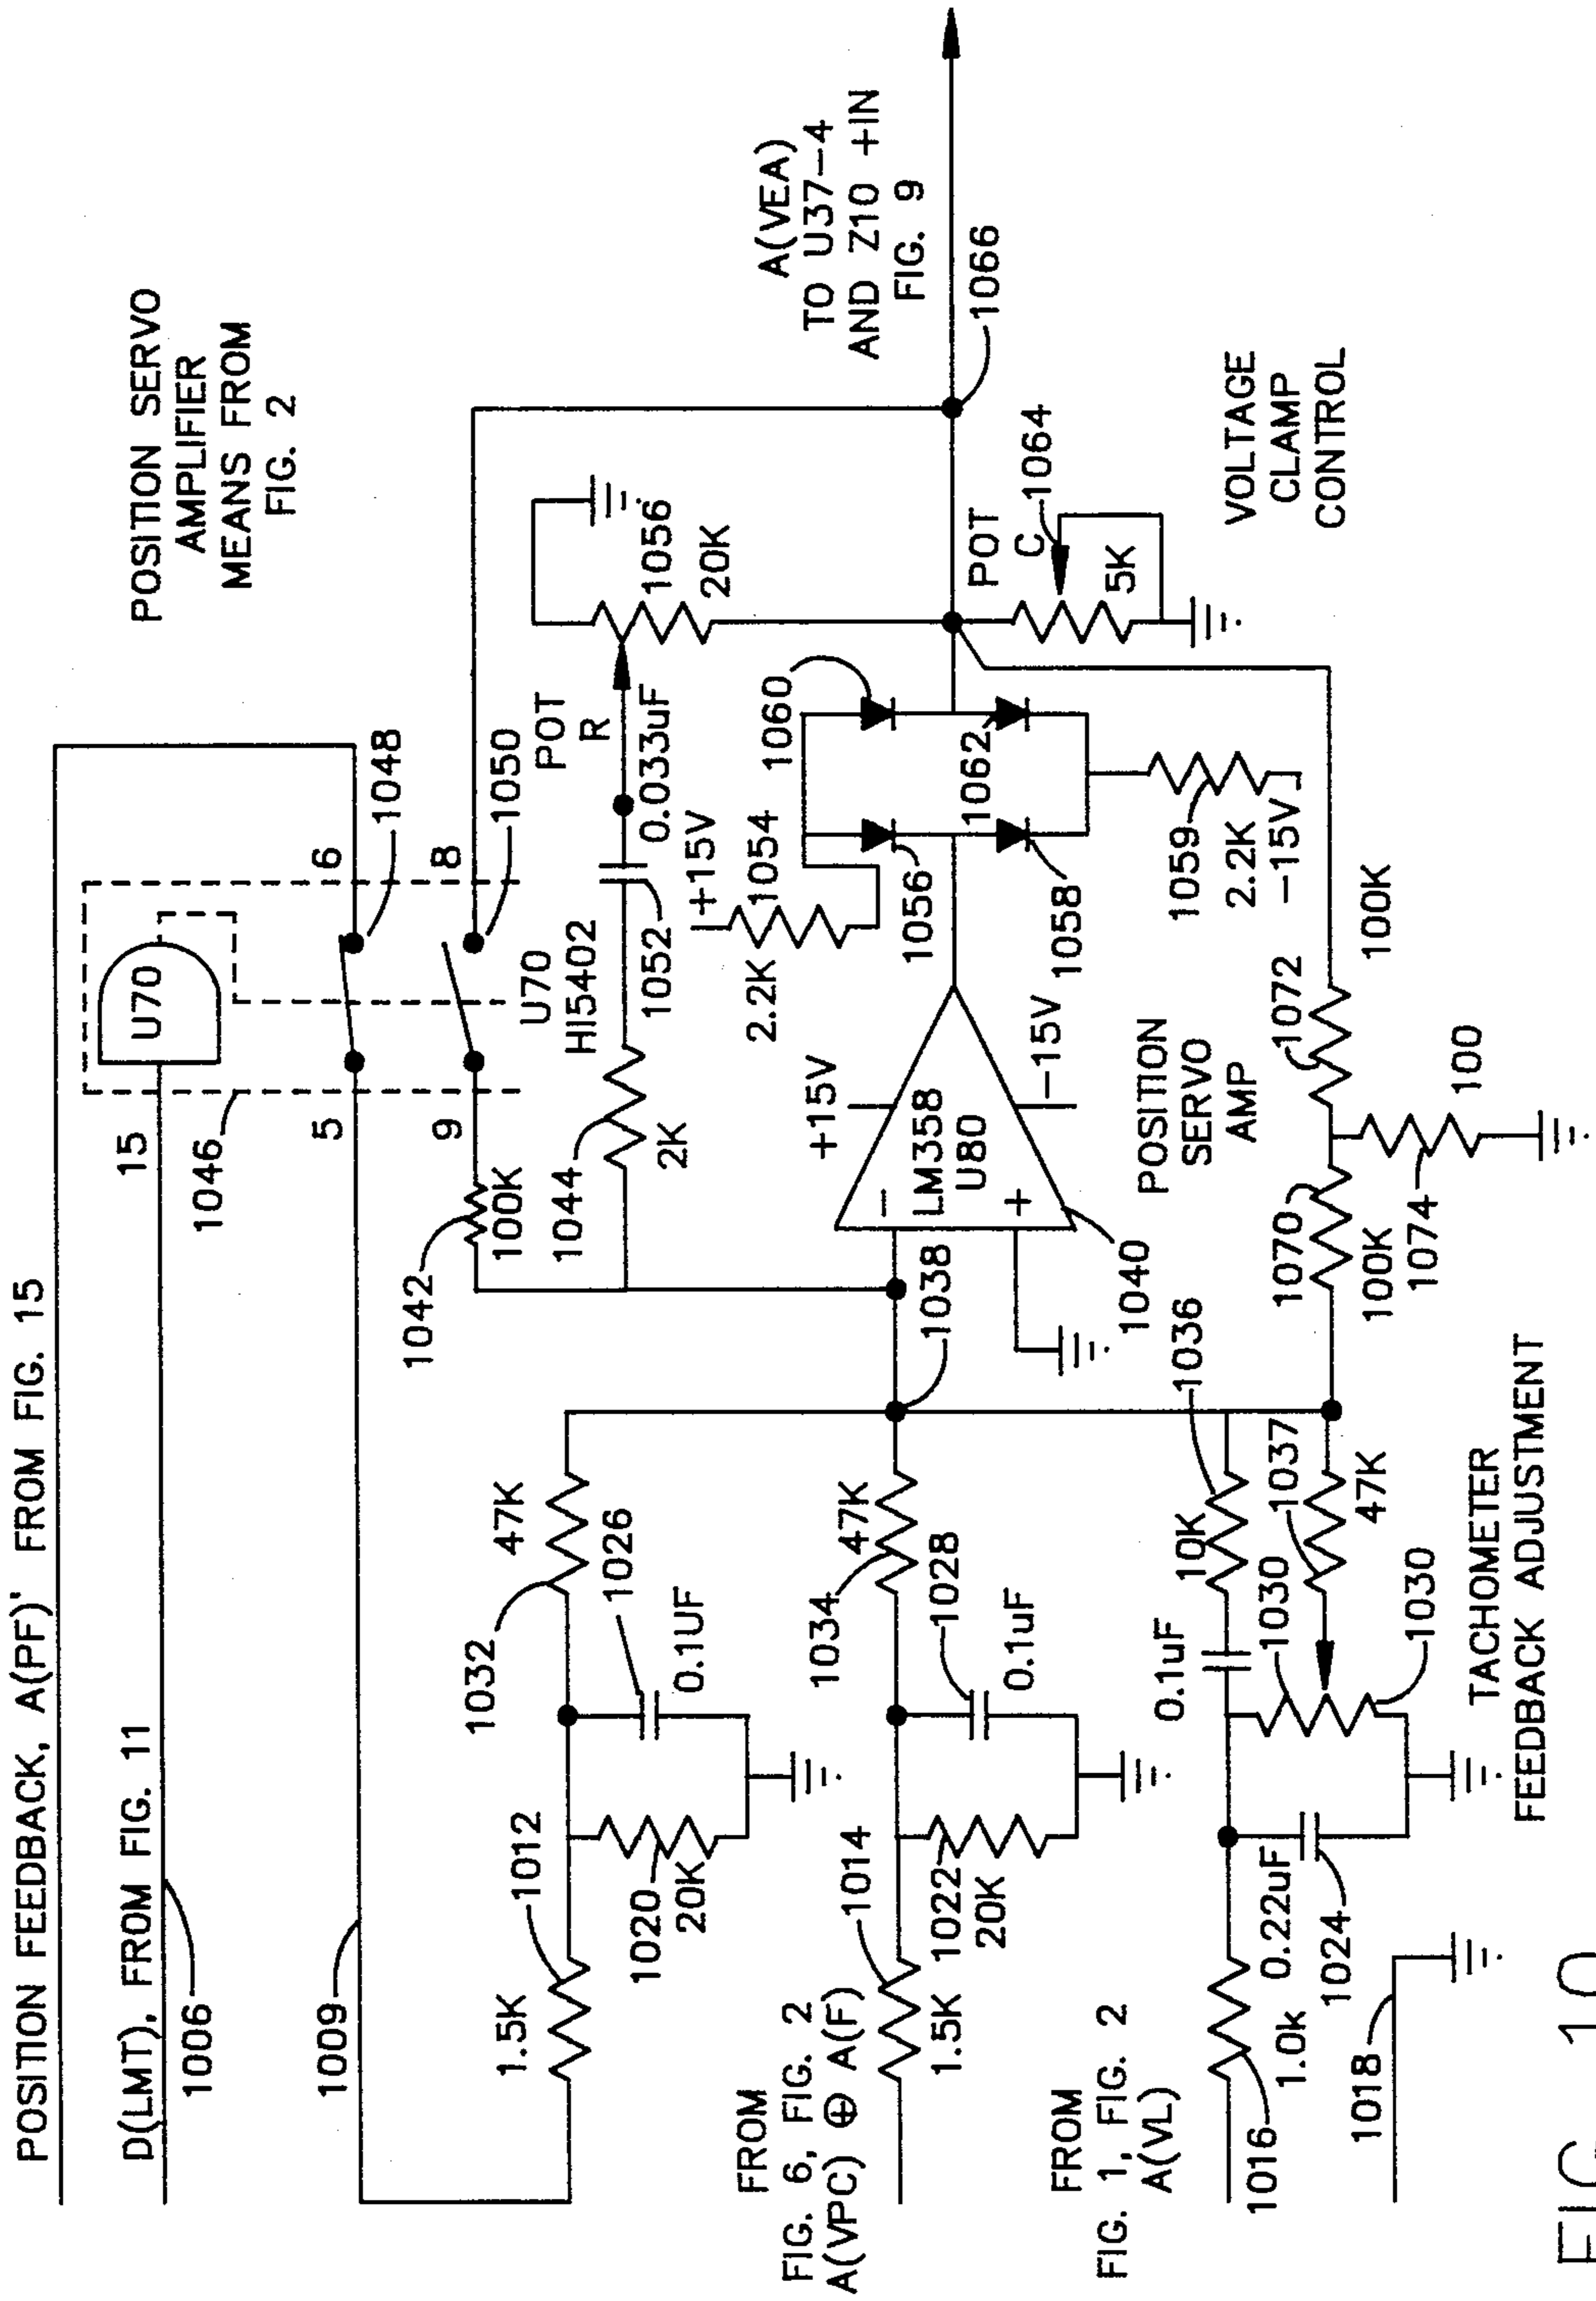 POSITION FEEDBACK, A(PF)' FROM FIG. 15
D(LMT), FROM FIG. 11
1006
1009
POSITION SERVO
AMPLIFIER
MEANS FROM
FIG. 2
15
U70
1046
5
6
1048
9
8
1050
1042
100K
U70
HI5402
1044
2K
1052
0.033uF
POT
R
1056
20K
1.5K
1012
1020
20K
1032
47K
1026
0.1UF
FROM
FIG. 6, FIG. 2
A(VPC) ⊕ A(F)
1.5K
1014
1022
20K
1034
47K
1028
0.1uF
1038
+15V
-15V
LM358
U80
-
+
1040
POSITION
SERVO
AMP
+15V
2.2K
1054
1056
1058
1060
1062
1059
2.2K
-15V
A(VEA)
TO U37-4
AND Z10 +IN
FIG. 9
1066
POT
C
1064
5K
VOLTAGE
CLAMP
CONTROL
FROM
FIG. 1, FIG. 2
A(VL)
1016
1.0k
0.22uF
1024
1018
0.1uF
10K
1036
1030
1037
47K
1030
TACHOMETER
FEEDBACK ADJUSTMENT
1070
100K
1074
100
1072
100K
FIG. 10